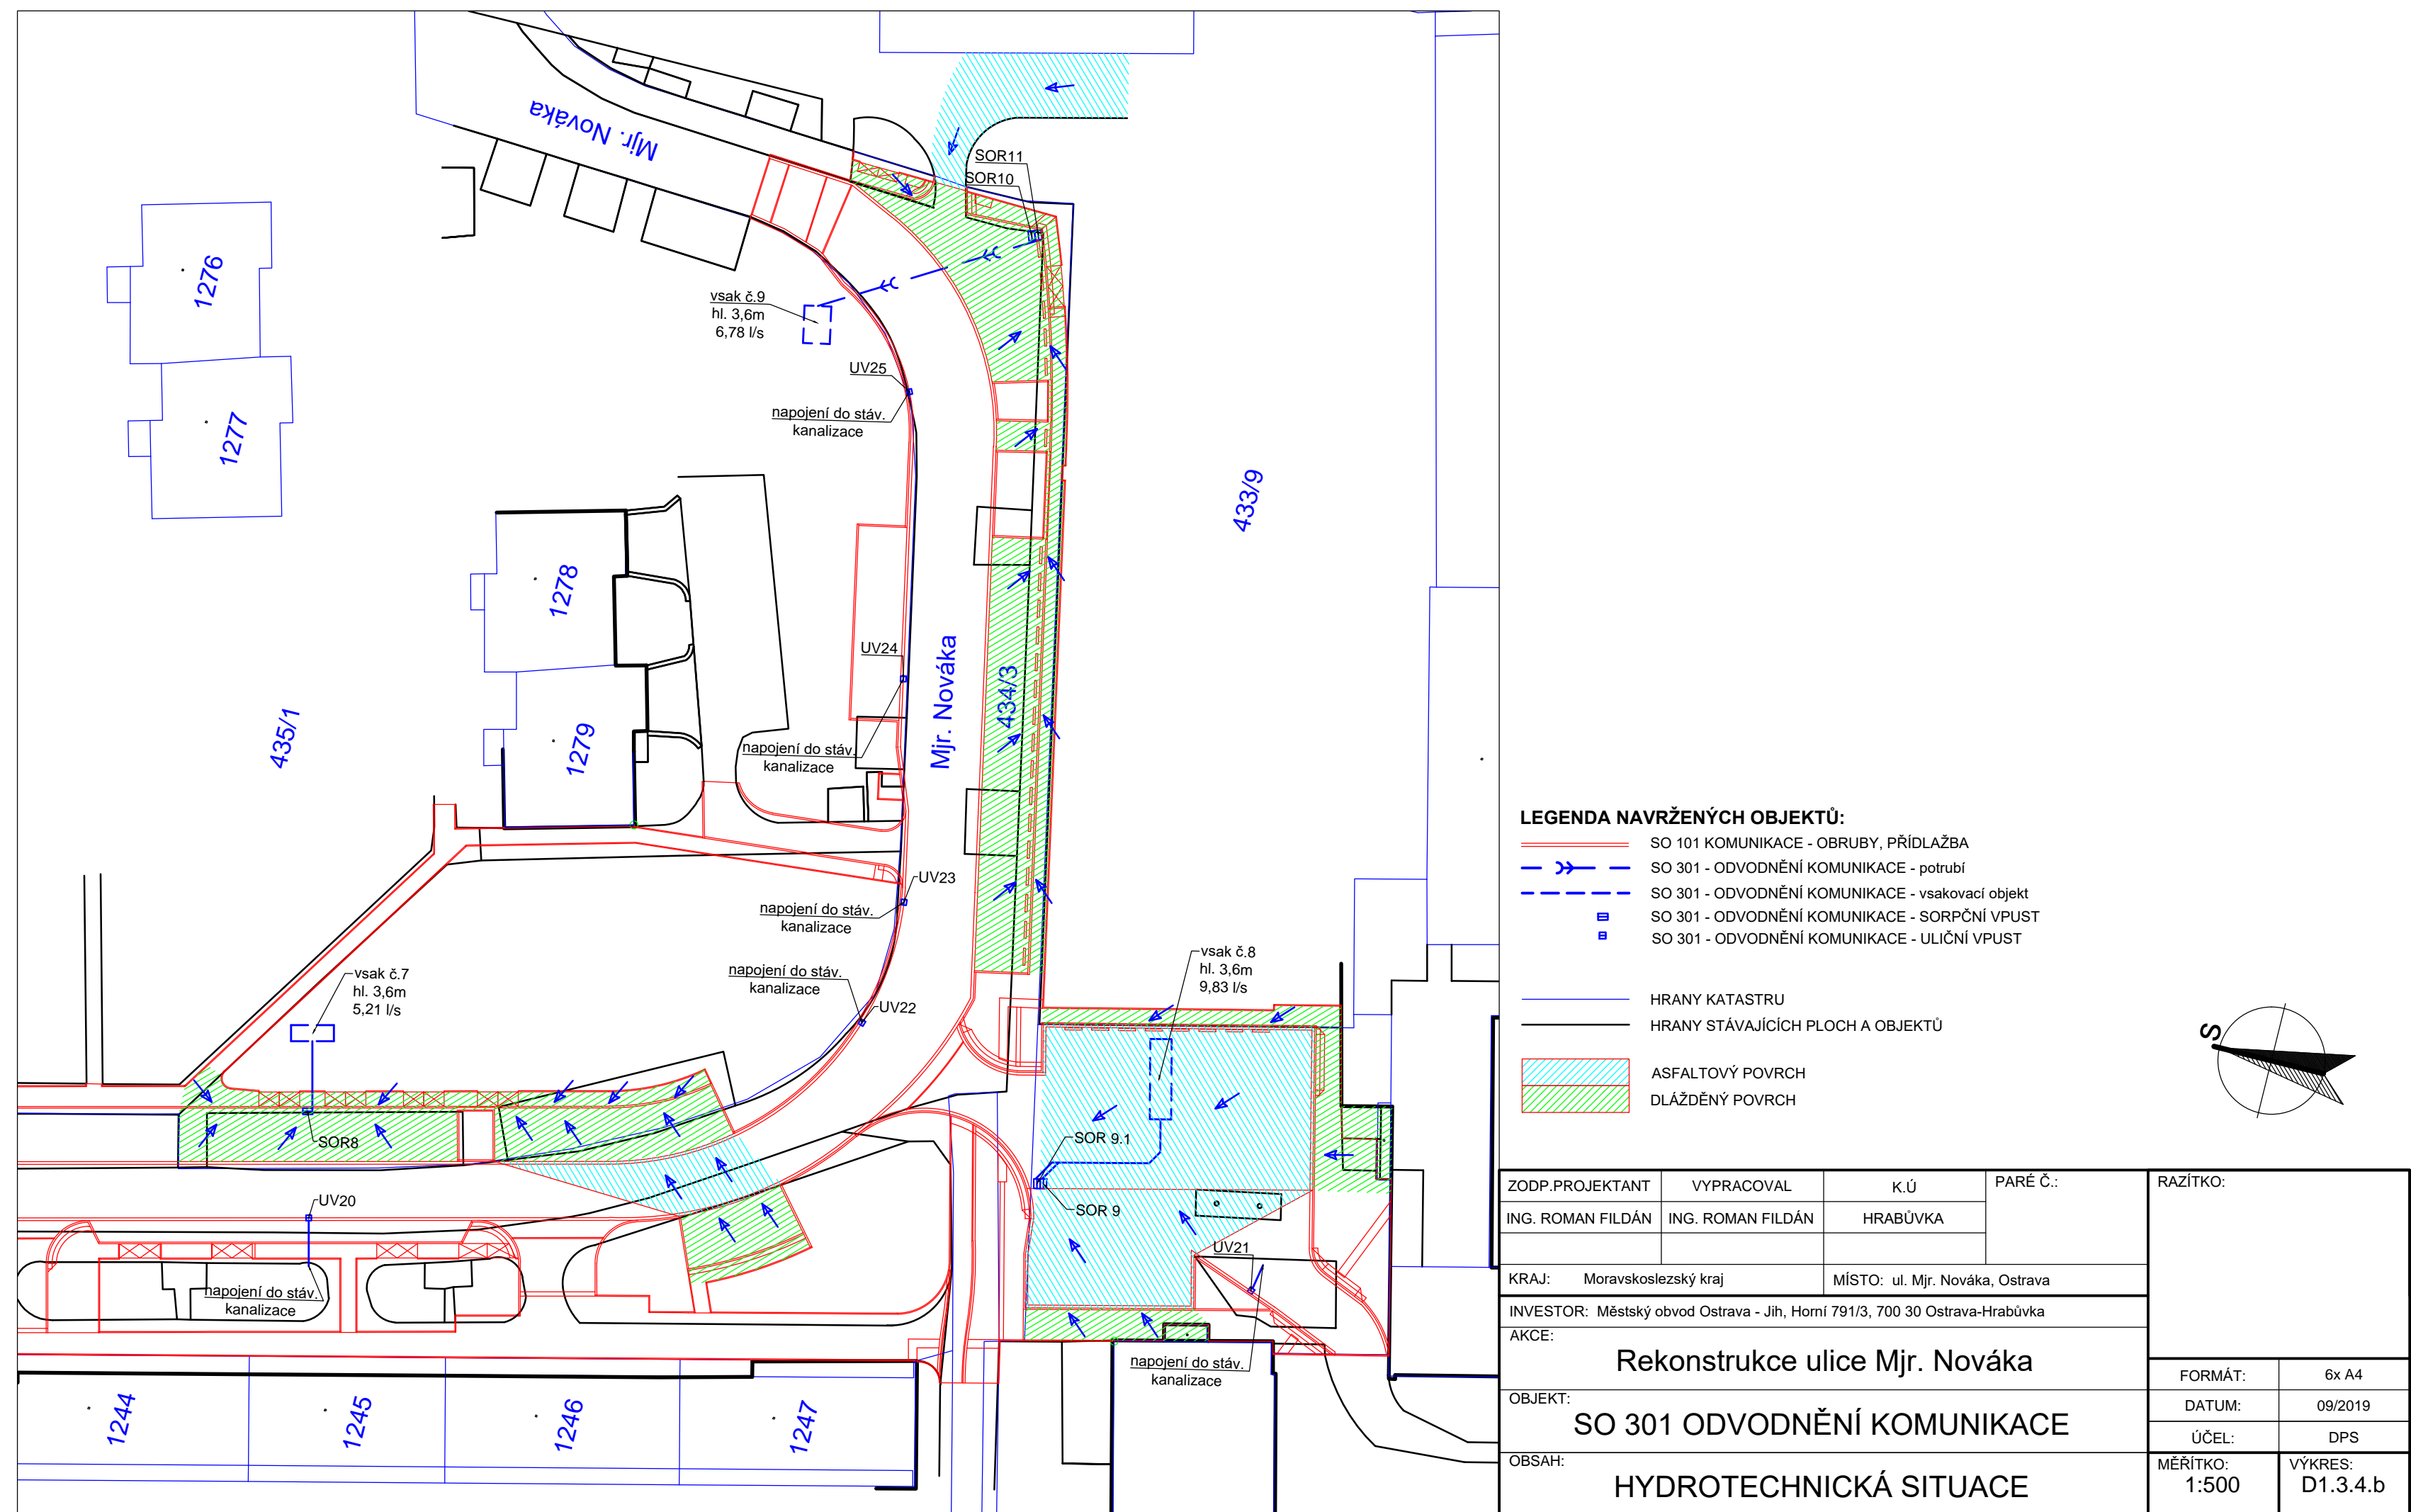 Mjr. Nováka
SOR11
SOR10
1276
vsak č.9
hl. 3,6m
6,78 l/s
UV25
napojení do stáv.
kanalizace
1277
433/9
1278
UV24
Mjr. Nováka
434/3
435/1
1279
napojení do stáv.
kanalizace
UV23
napojení do stáv.
kanalizace
vsak č.7
hl. 3,6m
5,21 l/s
napojení do stáv.
kanalizace
UV22
vsak č.8
hl. 3,6m
9,83 l/s
SOR8
SOR 9.1
UV20
SOR 9
UV21
napojení do stáv.
kanalizace
napojení do stáv.
kanalizace
1244
1245
1246
1247
LEGENDA NAVRŽENÝCH OBJEKTŮ:
SO 101 KOMUNIKACE - OBRUBY, PŘÍDLAŽBA
SO 301 - ODVODNĚNÍ KOMUNIKACE - potrubí
SO 301 - ODVODNĚNÍ KOMUNIKACE - vsakovací objekt
SO 301 - ODVODNĚNÍ KOMUNIKACE - SORPČNÍ VPUST
SO 301 - ODVODNĚNÍ KOMUNIKACE - ULIČNÍ VPUST
HRANY KATASTRU
HRANY STÁVAJÍCÍCH PLOCH A OBJEKTŮ
ASFALTOVÝ POVRCH
DLÁŽDĚNÝ POVRCH
S
ZODP.PROJEKTANT
VYPRACOVAL
K.Ú
PARÉ Č.:
RAZÍTKO:
ING. ROMAN FILDÁN
ING. ROMAN FILDÁN
HRABŮVKA
KRAJ: Moravskoslezský kraj
MÍSTO: ul. Mjr. Nováka, Ostrava
INVESTOR: Městský obvod Ostrava - Jih, Horní 791/3, 700 30 Ostrava-Hrabůvka
AKCE:
Rekonstrukce ulice Mjr. Nováka
FORMÁT:
6x A4
OBJEKT:
SO 301 ODVODNĚNÍ KOMUNIKACE
DATUM:
09/2019
ÚČEL:
DPS
OBSAH:
HYDROTECHNICKÁ SITUACE
MĚŘÍTKO:
1:500
VÝKRES:
D1.3.4.b